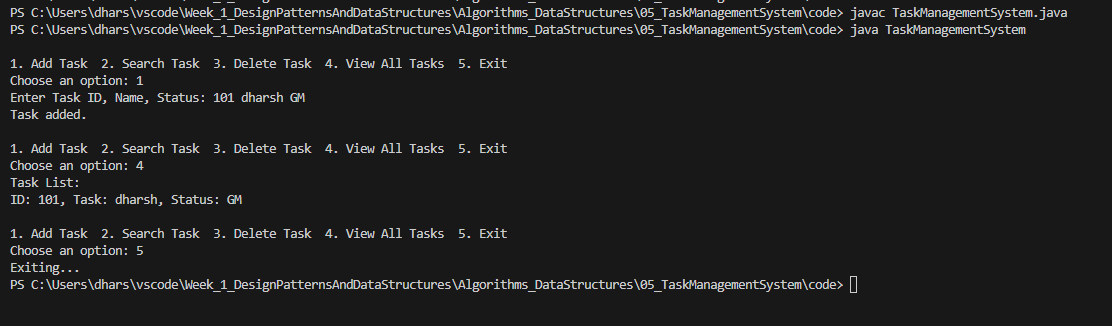 PS C:\Users\dhars\vscode\Week_1_DesignPatternsAndDataStructures\Algorithms_DataStructures\05_TaskManagementSystem\code> javac TaskManagementSystem.java
PS C:\Users\dhars\vscode\Week_1_DesignPatternsAndDataStructures\Algorithms_DataStructures\05_TaskManagementSystem\code> java TaskManagementSystem
1. Add Task  2. Search Task  3. Delete Task  4. View All Tasks  5. Exit
Choose an option: 1
Enter Task ID, Name, Status: 101 dharsh GM
Task added.
1. Add Task  2. Search Task  3. Delete Task  4. View All Tasks  5. Exit
Choose an option: 4
Task List:
ID: 101, Task: dharsh, Status: GM
1. Add Task  2. Search Task  3. Delete Task  4. View All Tasks  5. Exit
Choose an option: 5
Exiting...
PS C:\Users\dhars\vscode\Week_1_DesignPatternsAndDataStructures\Algorithms_DataStructures\05_TaskManagementSystem\code>